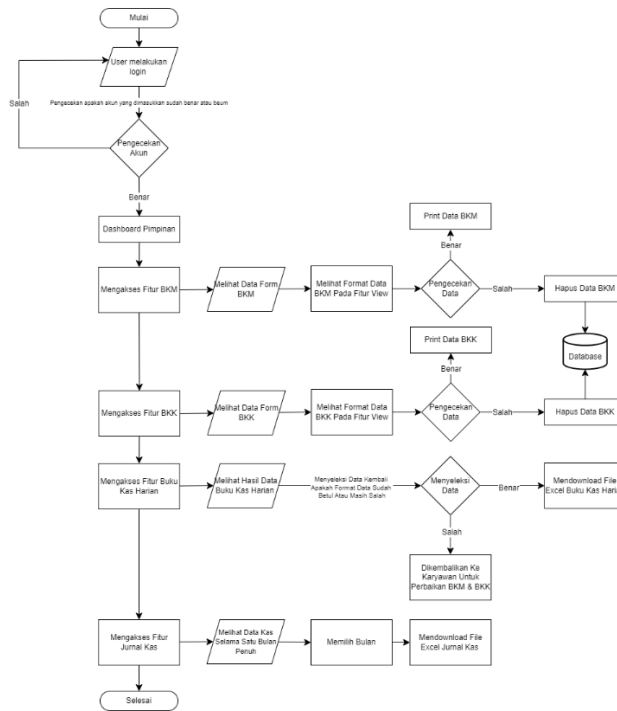 Mulai
User melakukan
login
Salah
Pengecekan apakah akun yang dimasukkan sudah benar atau beum
Pengecekan
Akun
Benar
Dashboard Pimpinan
Print Data BKM
Benar
Mengakses Fitur BKM
Melihat Data Form
BKM
Melihat Format Data
BKM Pada Fitur View
Pengecekan
Data
Salah
Hapus Data BKM
Database
Print Data BKK
Benar
Mengakses Fitur BKK
Melihat Data Form
BKK
Melihat Format Data
BKK Pada Fitur View
Pengecekan
Data
Salah
Hapus Data BKK
Mengakses Fitur Buku
Kas Harian
Melihat Hasil Data
Buku Kas Harian
Menyeleksi Data Kembali
Apakah Format Data Sudah
Betul Atau Masih Salah
Menyeleksi
Data
Benar
Mendownload File
Excel Buku Kas Harian
Salah
Dikembalikan Ke
Karyawan Untuk
Perbaikan BKM & BKK
Mengakses Fitur
Jurnal Kas
Melihat Data Kas
Selama Satu Bulan
Penuh
Memilih Bulan
Mendownload File
Excel Jurnal Kas
Selesai